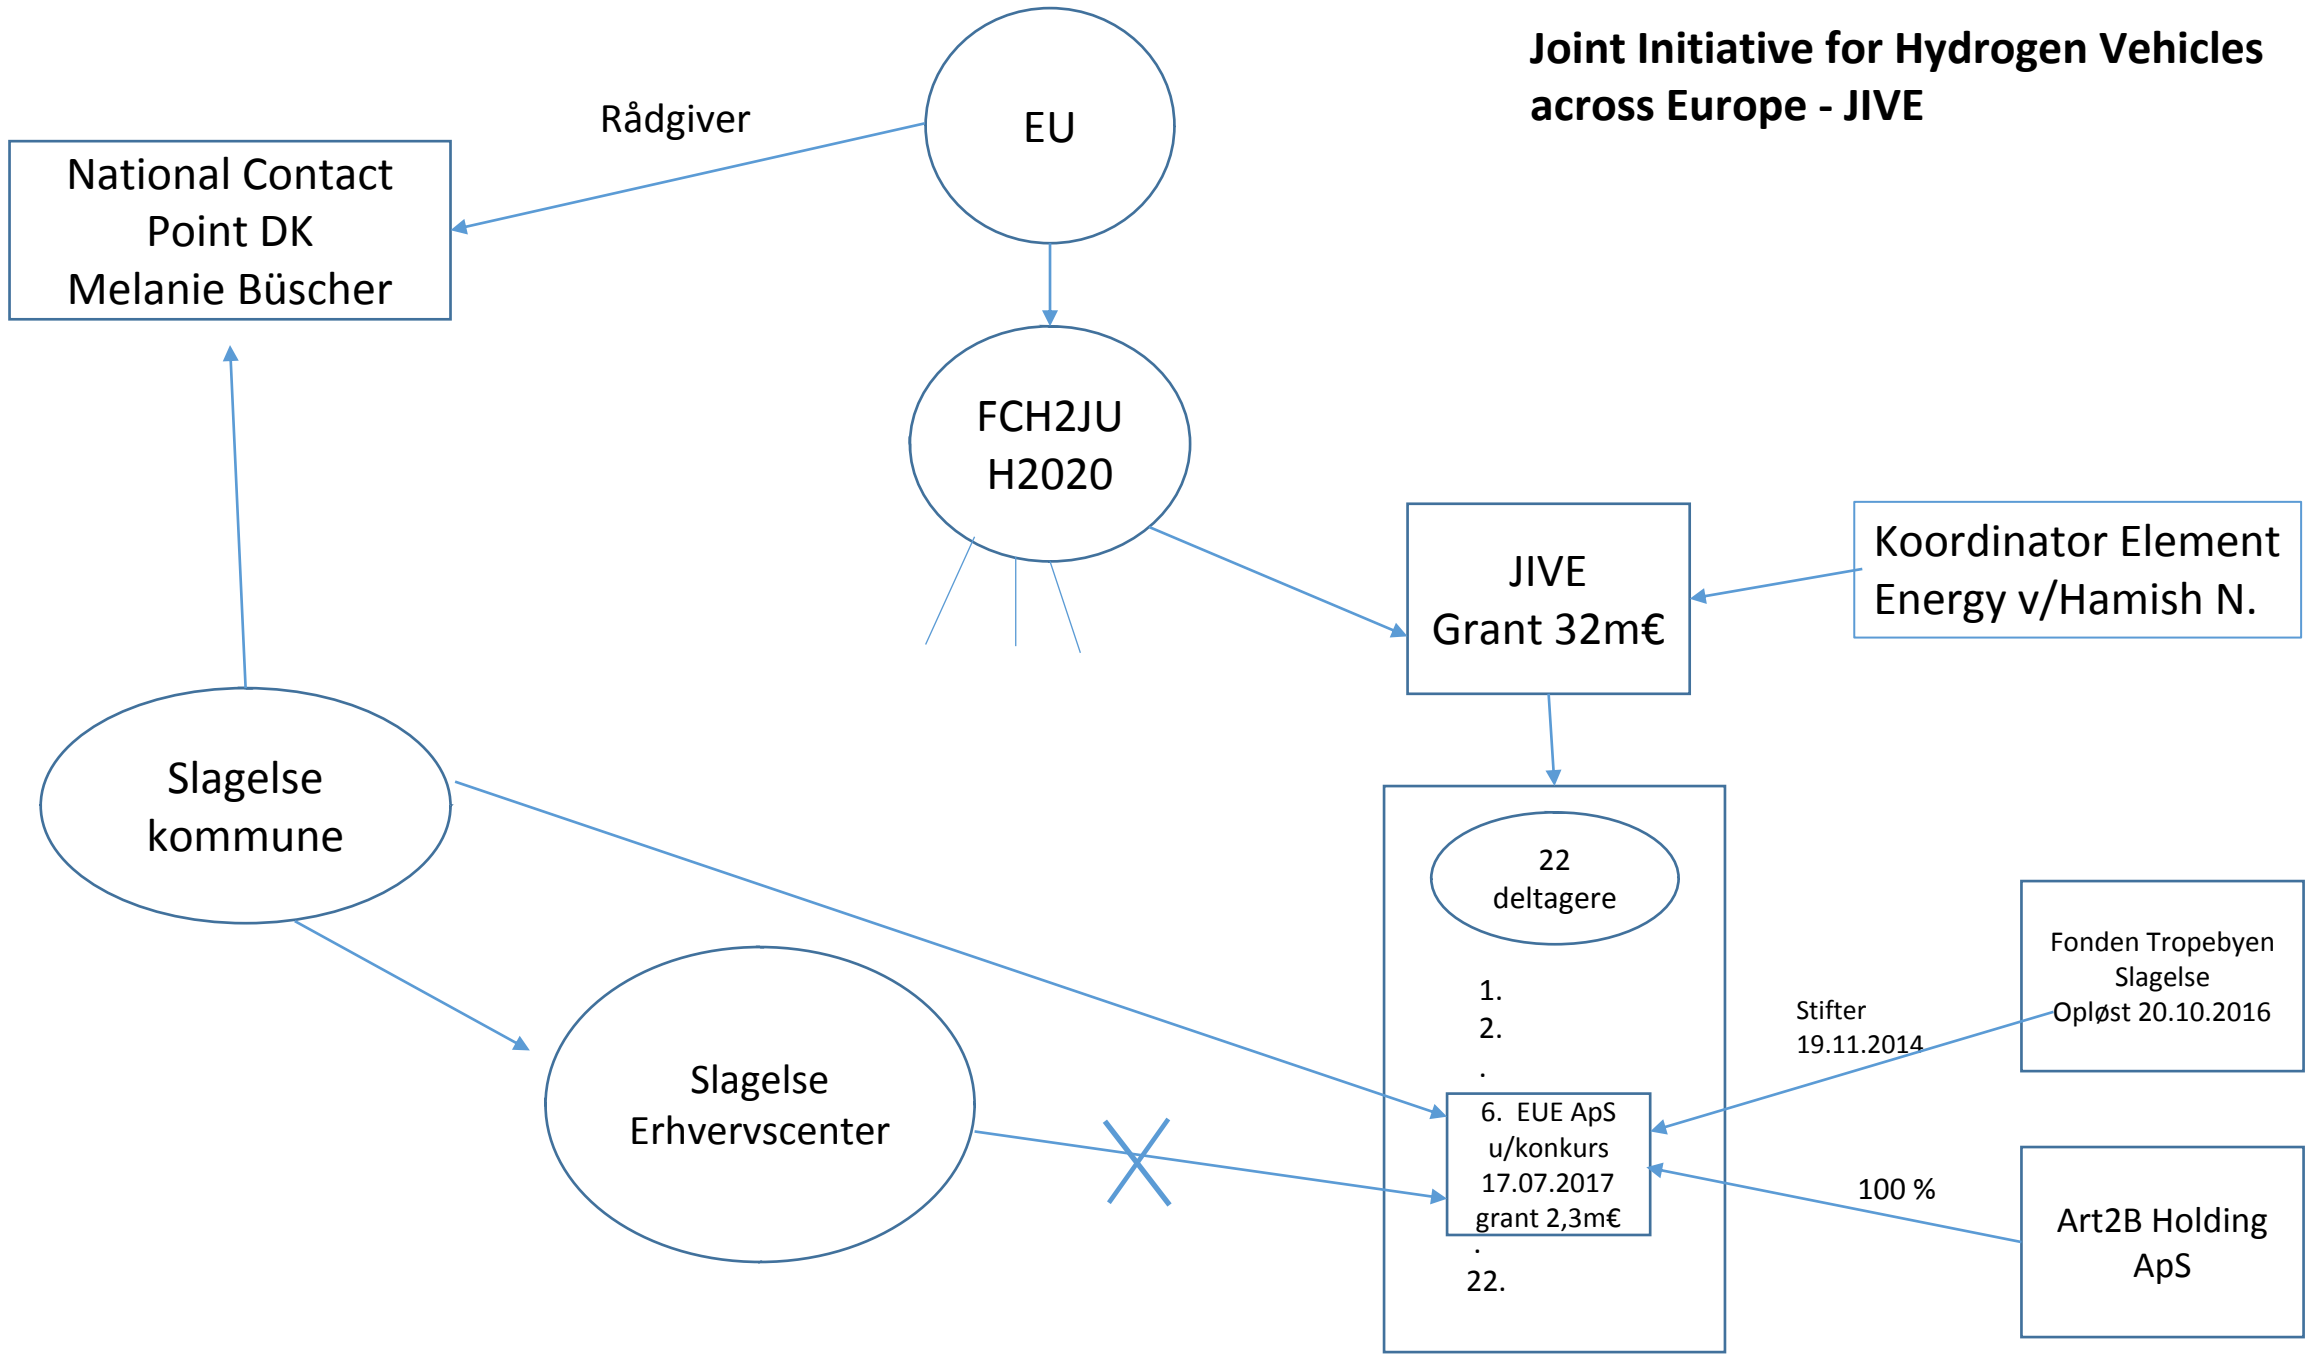 Joint Initiative for Hydrogen Vehicles
across Europe - JIVE
EU
Rådgiver
National Contact
Point DK
Melanie Büscher
FCH2JU
H2020
JIVE
Grant 32m€
Koordinator Element
Energy v/Hamish N.
Slagelse
kommune
Slagelse
Erhvervscenter
22
deltagere
1.
2.
.
6. EUE ApS
u/konkurs
17.07.2017
grant 2,3m€
.
22.
Stifter
19.11.2014
Fonden Tropebyen
Slagelse
Opløst 20.10.2016
100 %
Art2B Holding
ApS